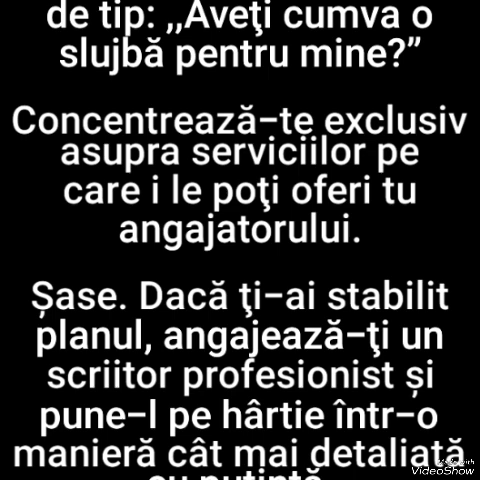 de tip: ,,Aveţi cumva o
slujbă pentru mine?”
Concentrează-te exclusiv
asupra serviciilor pe
care i le poţi oferi tu
angajatorului.
Șase. Dacă ţi-ai stabilit
planul, angajează-ţi un
scriitor profesionist și
pune-l pe hârtie într-o
manieră cât mai detaliată
cu putinţă
VideoShow